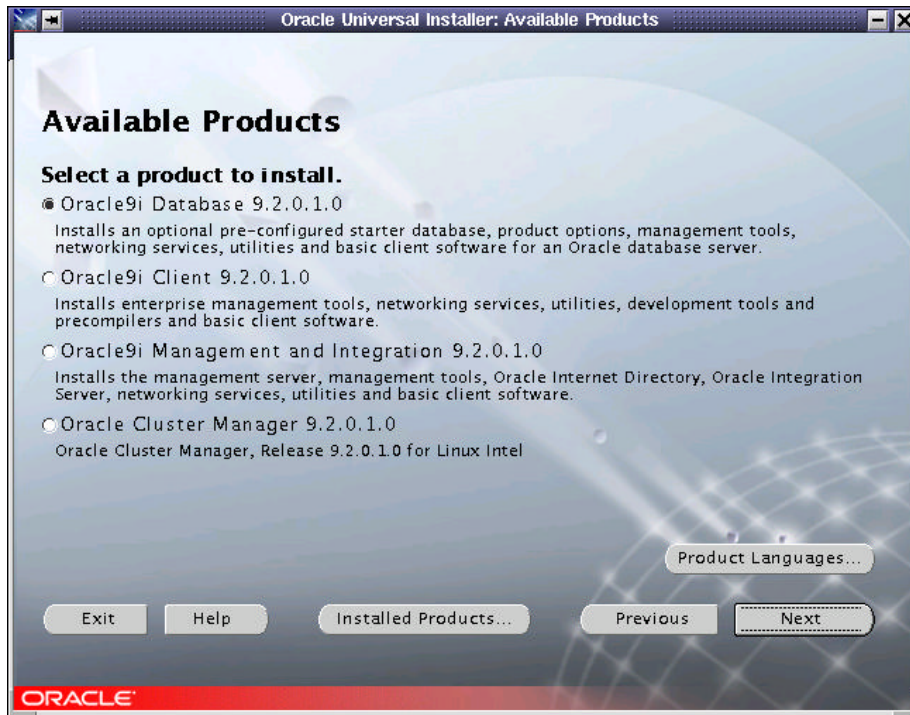 Oracle Universal Installer: Available Products
Available Products
Select a product to install.
Oracle9i Database 9.2.0.1.0
Installs an optional pre-configured starter database, product options, management tools,
networking services, utilities and basic client software for an Oracle database server.
Oracle9i Client 9.2.0.1.0
Installs enterprise management tools, networking services, utilities, development tools and
precompilers and basic client software.
Oracle9i Management and Integration 9.2.0.1.0
Installs the management server, management tools, Oracle Internet Directory, Oracle Integration
Server, networking services, utilities and basic client software.
Oracle Cluster Manager 9.2.0.1.0
Oracle Cluster Manager, Release 9.2.0.1.0 for Linux Intel
Product Languages...
Exit Help Installed Products... Previous Next
ORACLE